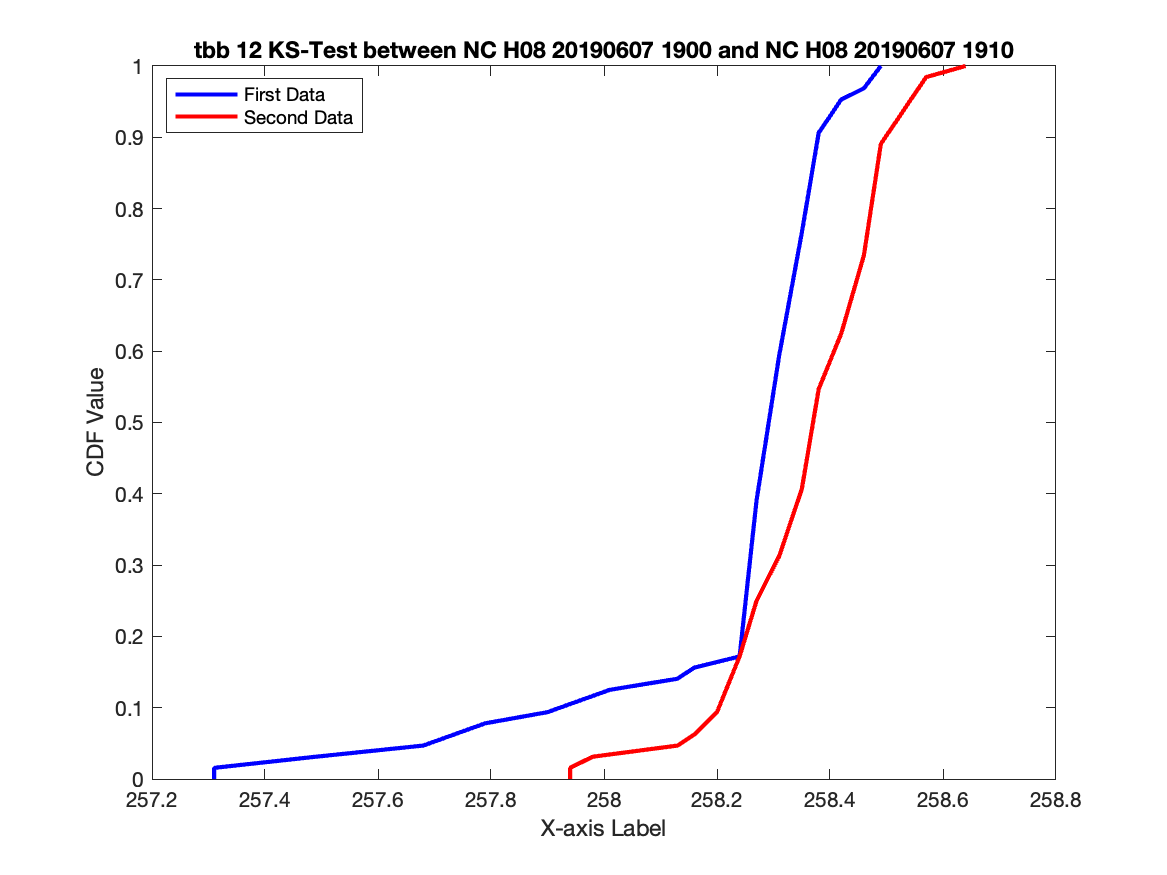 tbb 12 KS-Test between NC H08 20190607 1900 and NC H08 20190607 1910
First Data
Second Data
1
0.9
0.8
0.7
0.6
0.5
0.4
0.3
0.2
0.1
0
CDF Value
257.2 257.4 257.6 257.8 258 258.2 258.4 258.6 258.8
X-axis Label